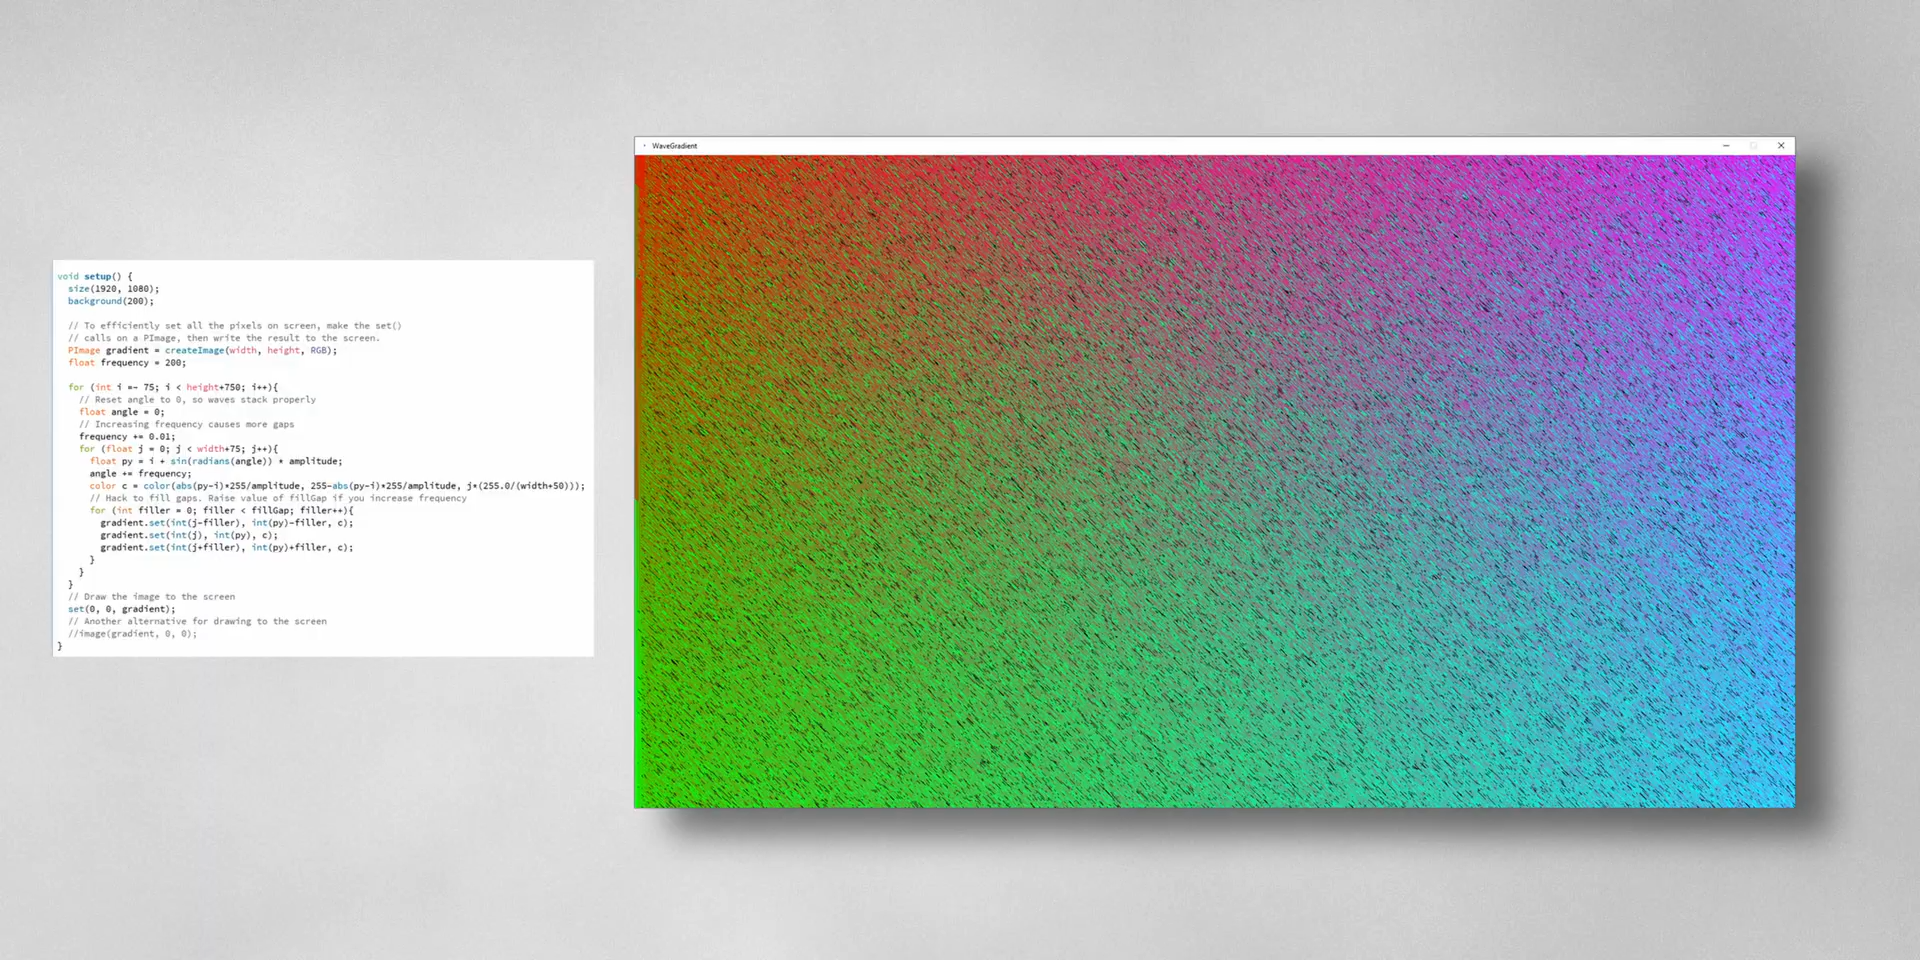 void setup() {
size(1920, 1080);
background(200);
// To efficiently set all the pixels on screen, make the set()
// calls on a PImage, then write the result to the screen.
PImage gradient = createImage(width, height, RGB);
float frequency = 200;
for (int i =- 75; i < height+750; i++){
// Reset angle to 0, so waves stack properly
float angle = 0;
// Increasing frequency causes more gaps
frequency += 0.01;
for (float j = 0; j < width+75; j++){
float py = i + sin(radians(angle)) * amplitude;
angle += frequency;
color c = color(abs(py-i)*255/amplitude, 255-abs(py-i)*255/amplitude, j*(255.0/(width+50)));
// Hack to fill gaps. Raise value of fillGap if you increase frequency
for (int filler = 0; filler < fillGap; filler++){
gradient.set(int(j-filler), int(py)-filler, c);
gradient.set(int(j), int(py), c);
gradient.set(int(j+filler), int(py)+filler, c);
}
}
}
// Draw the image to the screen
set(0, 0, gradient);
// Another alternative for drawing to the screen
//image(gradient, 0, 0);
}
WaveGradient